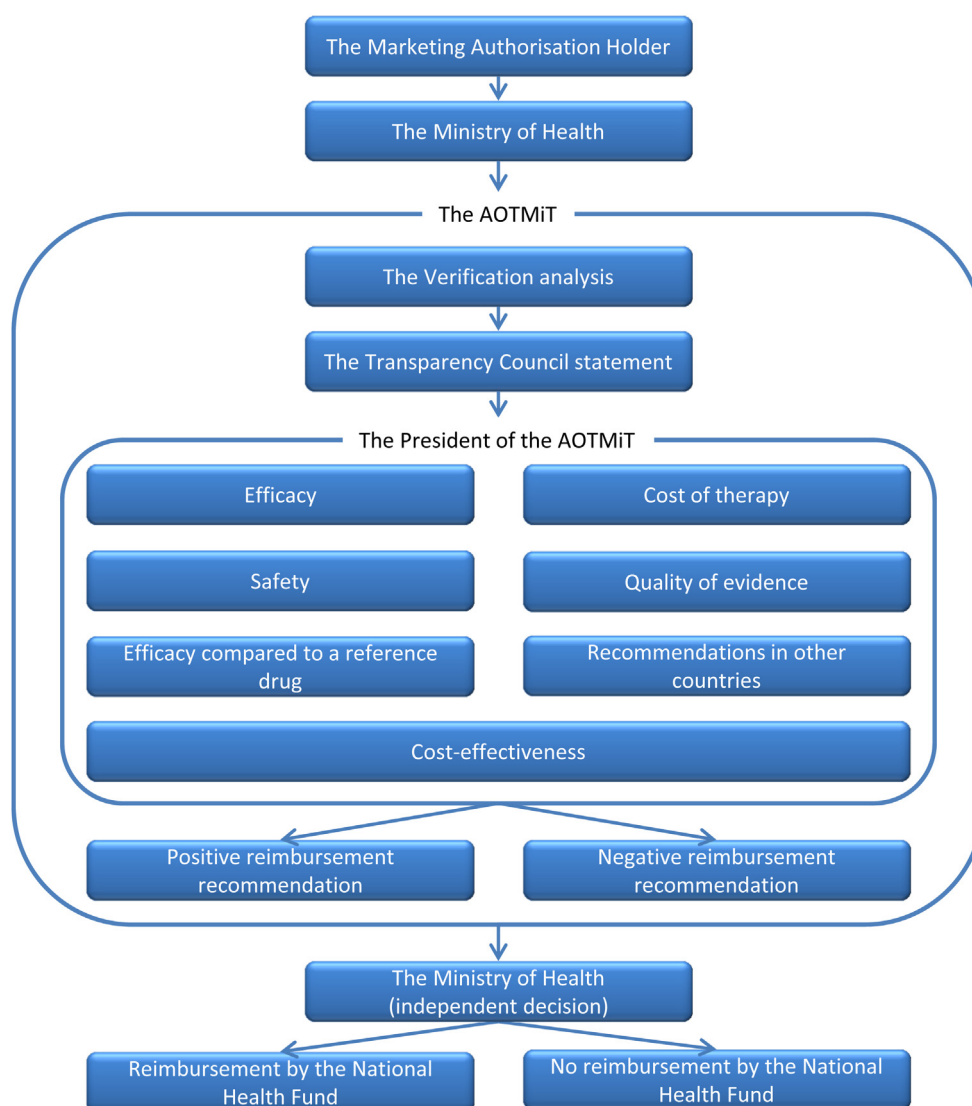 The Marketing Authorisation Holder
The Ministry of Health
The AOTMiT
The Verification analysis
The Transparency Council statement
The President of the AOTMiT
Efficacy
Cost of therapy
Safety
Quality of evidence
Efficacy compared to a reference
drug
Recommendations in other
countries
Cost-effectiveness
Positive reimbursement
recommendation
Negative reimbursement
recommendation
The Ministry of Health
(independent decision)
Reimbursement by the National
Health Fund
No reimbursement by the National
Health Fund